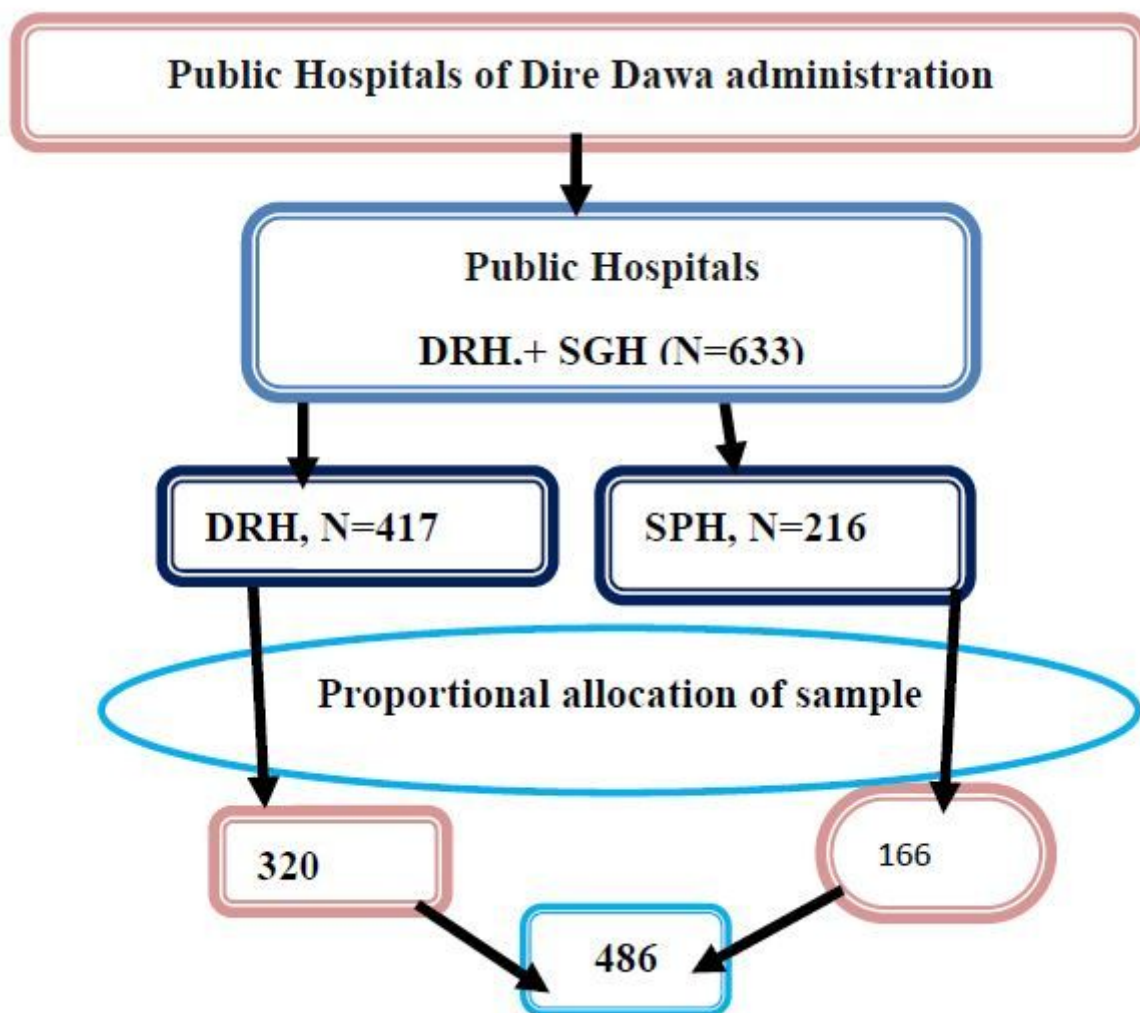 Public Hospitals of Dire Dawa administration
Public Hospitals
DRH.+ SGH (N=633)
DRH, N=417
SPH, N=216
Proportional allocation of sample
320
166
486